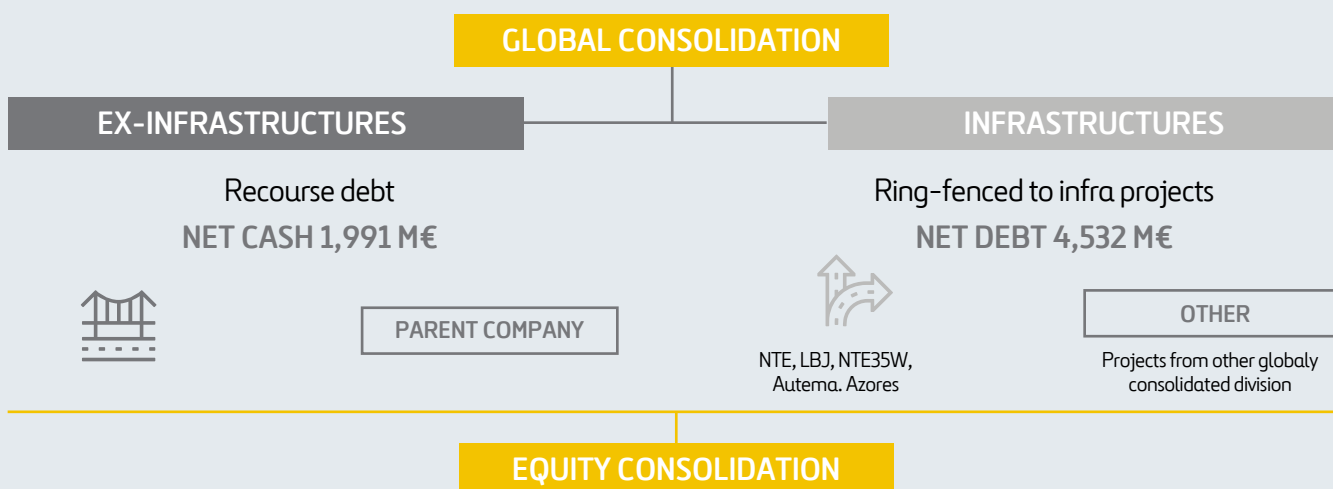 GLOBAL CONSOLIDATION
EX-INFRASTRUCTURES
INFRASTRUCTURES
Recourse debt
NET CASH 1,991 M€
Ring-fenced to infra projects
NET DEBT 4,532 M€
PARENT COMPANY
NTE, LBJ, NTE35W,
Autema. Azores
OTHER
Projects from other globaly
consolidated division
EQUITY CONSOLIDATION